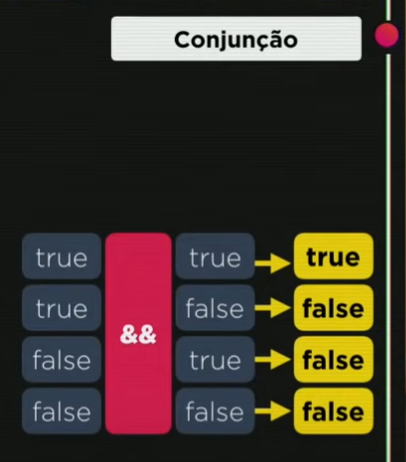 Conjunção
true && true → true
true false → false
false true → false
false false → false